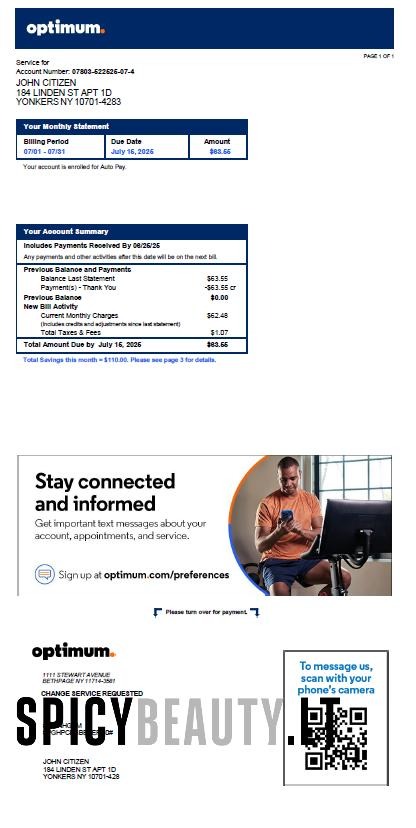 optimum.
PAGE 1 OF 1
Service for
Account Number: 07803-522525-07-4
JOHN CITIZEN
184 LINDEN ST APT 1D
YONKERS NY 10701-4283
Your Monthly Statement
Billing Period Due Date Amount
07/01 - 07/31 July 15, 2025 $63.55
Your account is enrolled for Auto Pay.
Your Account Summary
Includes Payments Received By 06/25/25
Any payments and other activities after this date will be on the next bill.
Previous Balance and Payments
Balance Last Statement $63.55
Payment(s) - Thank You -$63.55 cr
Previous Balance $0.00
New Bill Activity
Current Monthly Charges $62.48
(Includes credits and adjustments since last statement)
Total Taxes & Fees $1.07
Total Amount Due by July 15, 2025 $63.55
Total Savings this month = $110.00. Please see page 3 for details.
Stay connected
and informed
Get important text messages about your
account, appointments, and service.
Sign up at optimum.com/preferences
Please turn over for payment.
optimum.
1111 STEWART AVENUE
BETHPAGE NY 11714-3581
CHANGE SERVICE REQUESTED
To message us,
scan with your
phone's camera
SPICYBEAUTY.LT
JOHN CITIZEN
184 LINDEN ST APT 1D
YONKERS NY 10701-428